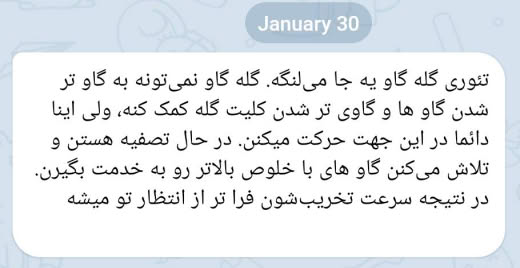 January 30
تئوری گله گاو یه جا می‌لنگه. گله گاو نمی‌تونه به گاو تر
شدن گاو ها و گاوی تر شدن کلیت گله کمک کنه، ولی اینا
دائما در این جهت حرکت میکنن. در حال تصفیه هستن و
تلاش می‌کنن گاو های با خلوص بالاتر رو به خدمت بگیرن.
در نتیجه سرعت تخریب‌شون فرا تر از انتظار تو میشه